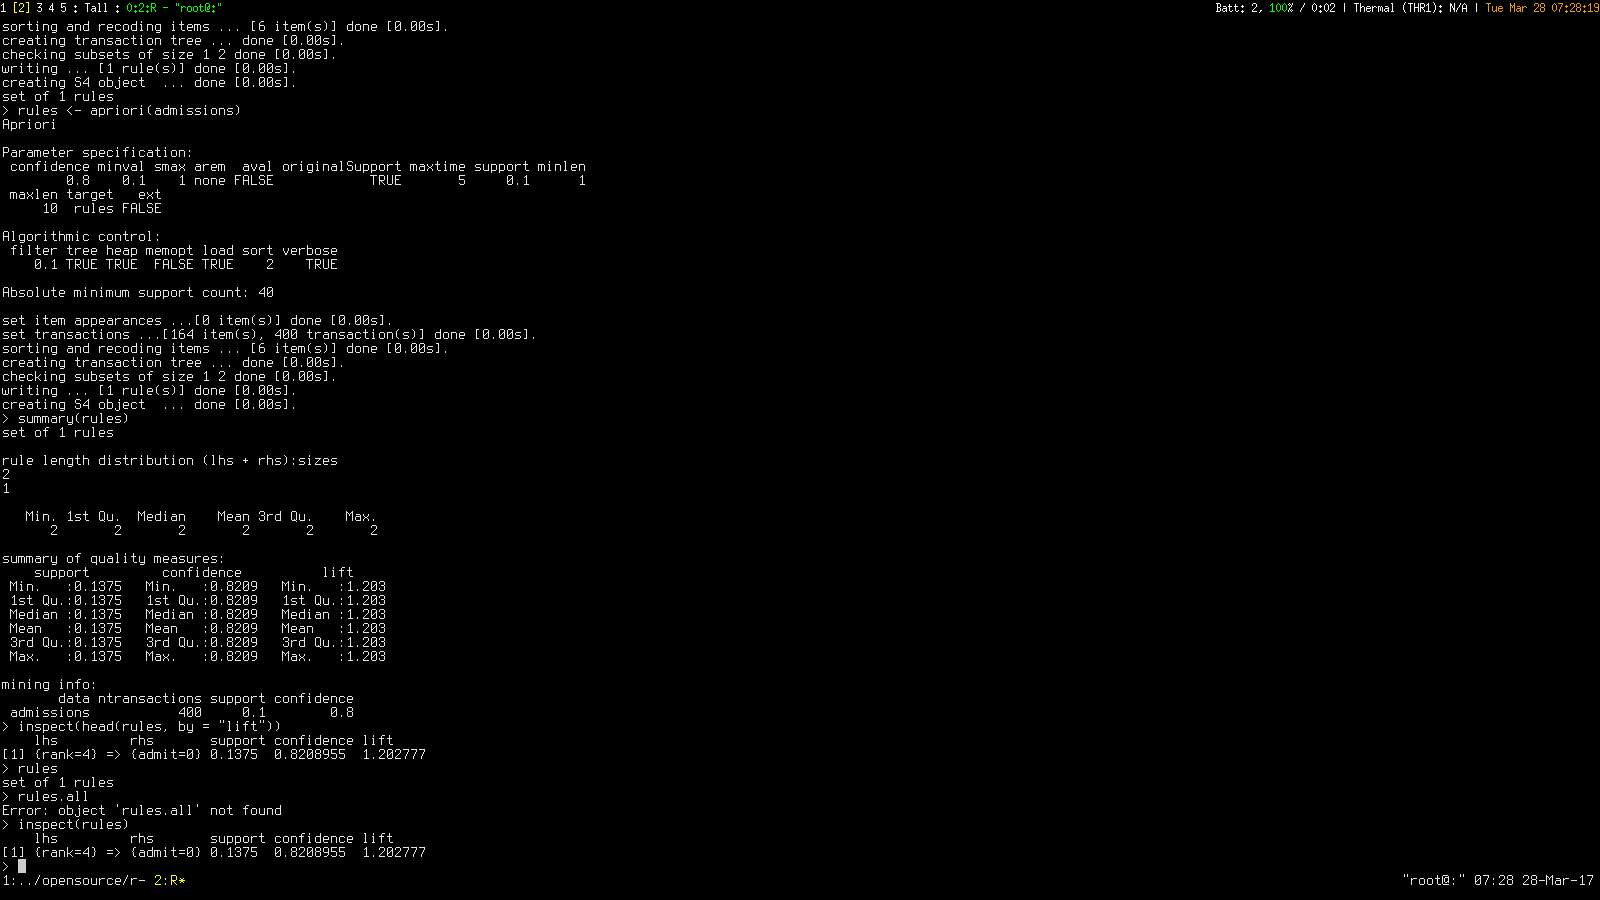 1 [2] 3 4 5 : Tall : 0:2:R - "root@:" Batt: 2, 100% / 0:02 | Thermal (THR1): N/A | Tue Mar 28 07:28:19
sorting and recoding items ... [6 item(s)] done [0.00s].
creating transaction tree ... done [0.00s].
checking subsets of size 1 2 done [0.00s].
writing ... [1 rule(s)] done [0.00s].
creating S4 object  ... done [0.00s].
set of 1 rules
> rules <- apriori(admissions)
Apriori

Parameter specification:
 confidence minval smax arem  aval originalSupport maxtime support minlen
        0.8    0.1    1 none FALSE            TRUE       5     0.1      1
 maxlen target   ext
     10  rules FALSE

Algorithmic control:
 filter tree heap memopt load sort verbose
    0.1 TRUE TRUE  FALSE TRUE    2    TRUE

Absolute minimum support count: 40

set item appearances ...[0 item(s)] done [0.00s].
set transactions ...[164 item(s), 400 transaction(s)] done [0.00s].
sorting and recoding items ... [6 item(s)] done [0.00s].
creating transaction tree ... done [0.00s].
checking subsets of size 1 2 done [0.00s].
writing ... [1 rule(s)] done [0.00s].
creating S4 object  ... done [0.00s].
> summary(rules)
set of 1 rules

rule length distribution (lhs + rhs):sizes
2
1

   Min. 1st Qu.  Median    Mean 3rd Qu.    Max.
      2       2       2       2       2       2

summary of quality measures:
    support         confidence          lift
 Min.   :0.1375   Min.   :0.8209   Min.   :1.203
 1st Qu.:0.1375   1st Qu.:0.8209   1st Qu.:1.203
 Median :0.1375   Median :0.8209   Median :1.203
 Mean   :0.1375   Mean   :0.8209   Mean   :1.203
 3rd Qu.:0.1375   3rd Qu.:0.8209   3rd Qu.:1.203
 Max.   :0.1375   Max.   :0.8209   Max.   :1.203

mining info:
       data ntransactions support confidence
 admissions           400     0.1        0.8
> inspect(head(rules, by = "lift"))
    lhs         rhs       support confidence lift
[1] {rank=4} => {admit=0} 0.1375  0.8208955  1.202777
> rules
set of 1 rules
> rules.all
Error: object 'rules.all' not found
> inspect(rules)
    lhs         rhs       support confidence lift
[1] {rank=4} => {admit=0} 0.1375  0.8208955  1.202777
>
1:../opensource/r- 2:R* "root@:" 07:28 28-Mar-17